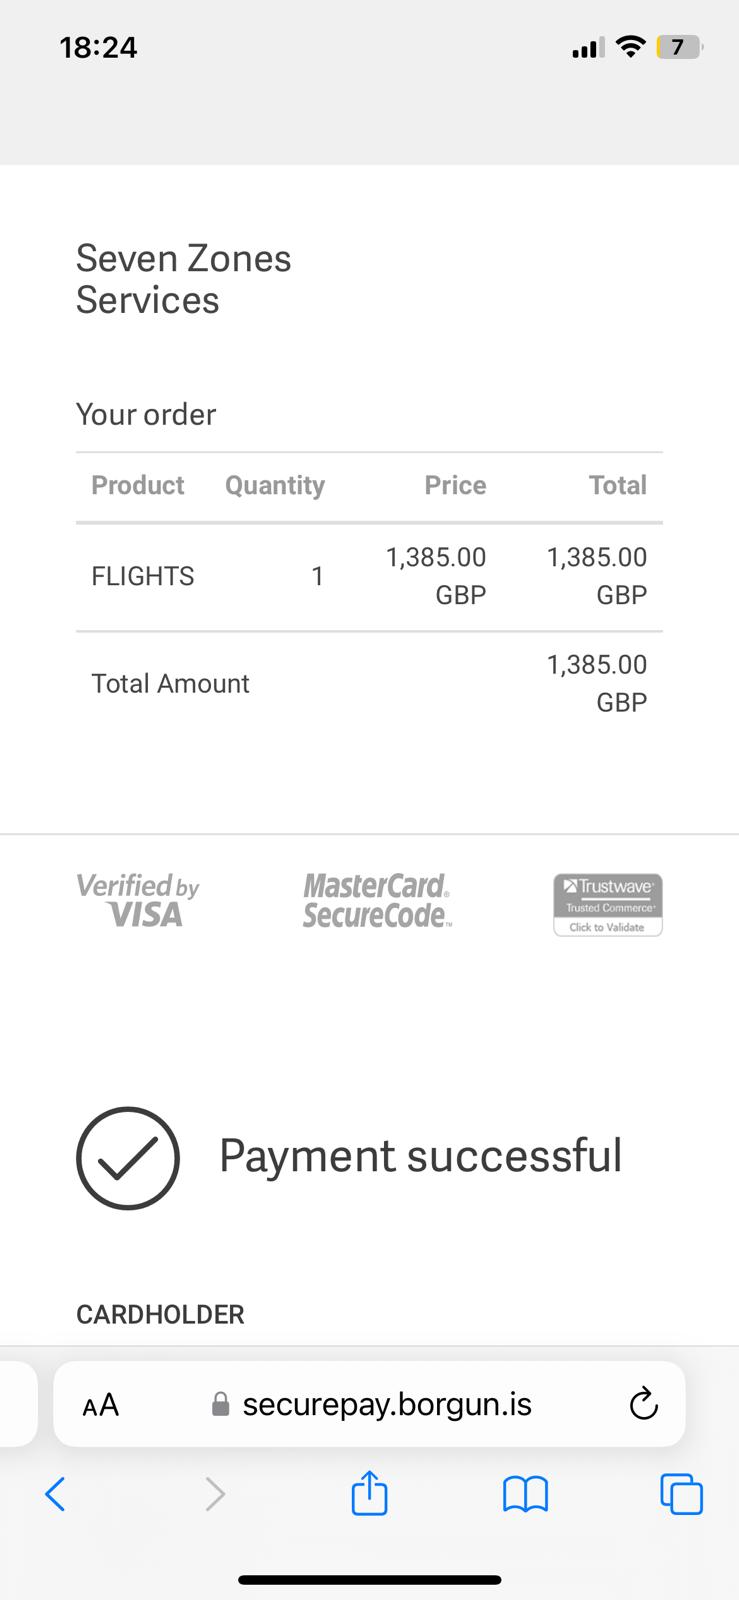 18:24
7
Seven Zones
Services
Your order
Product Quantity Price Total
FLIGHTS 1 1,385.00 GBP 1,385.00 GBP
Total Amount 1,385.00 GBP
Verified by
VISA
MasterCard®
SecureCode™
Trustwave®
Trusted Commerce®
Click to Validate
Payment successful
CARDHOLDER
AA securepay.borgun.is